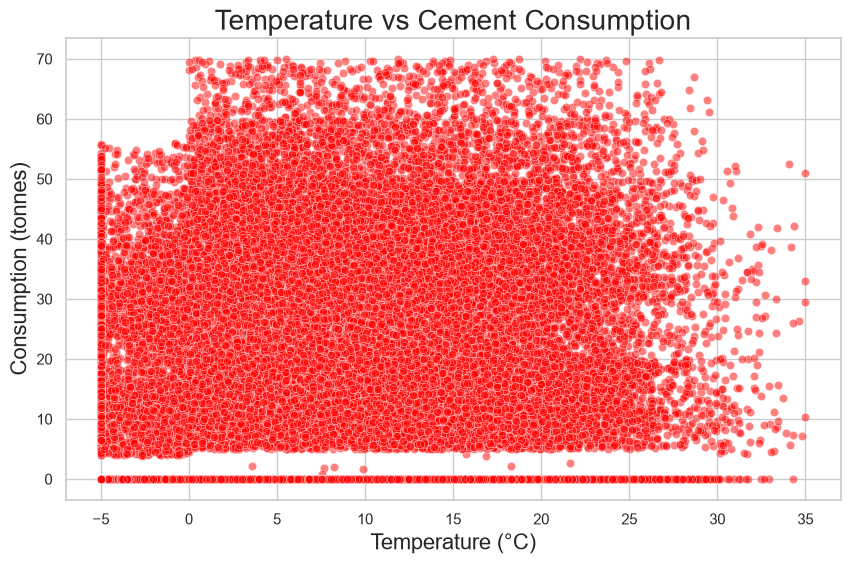 Temperature vs Cement Consumption
Consumption (tonnes)
70
60
50
40
30
20
10
0
−5 0 5 10 15 20 25 30 35
Temperature (°C)